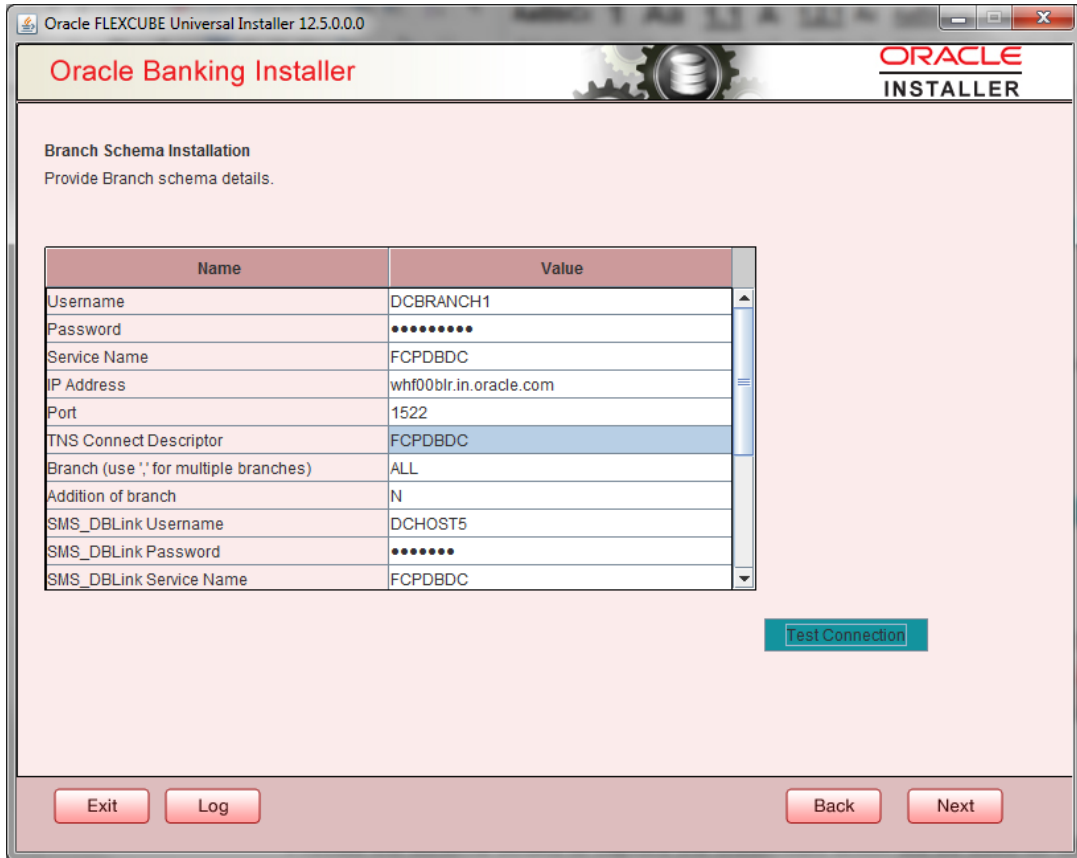 Oracle FLEXCUBE Universal Installer 12.5.0.0.0
Oracle Banking Installer
ORACLE
INSTALLER
Branch Schema Installation
Provide Branch schema details.
Name Value
Username DCBRANCH1
Password •••••••••
Service Name FCPDBDC
IP Address whf00blr.in.oracle.com
Port 1522
TNS Connect Descriptor FCPDBDC
Branch (use ',' for multiple branches) ALL
Addition of branch N
SMS_DBLink Username DCHOST5
SMS_DBLink Password •••••••
SMS_DBLink Service Name FCPDBDC
Test Connection
Exit Log Back Next